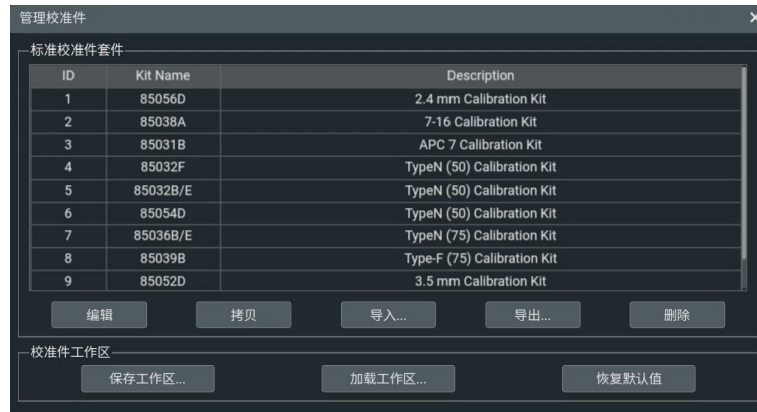 管理校准件
标准校准件套件
ID Kit Name Description
1 85056D 2.4 mm Calibration Kit
2 85038A 7-16 Calibration Kit
3 85031B APC 7 Calibration Kit
4 85032F TypeN (50) Calibration Kit
5 85032B/E TypeN (50) Calibration Kit
6 85054D TypeN (50) Calibration Kit
7 85036B/E TypeN (75) Calibration Kit
8 85039B Type-F (75) Calibration Kit
9 85052D 3.5 mm Calibration Kit
编辑 拷贝 导入... 导出... 删除
校准件工作区
保存工作区... 加载工作区... 恢复默认值